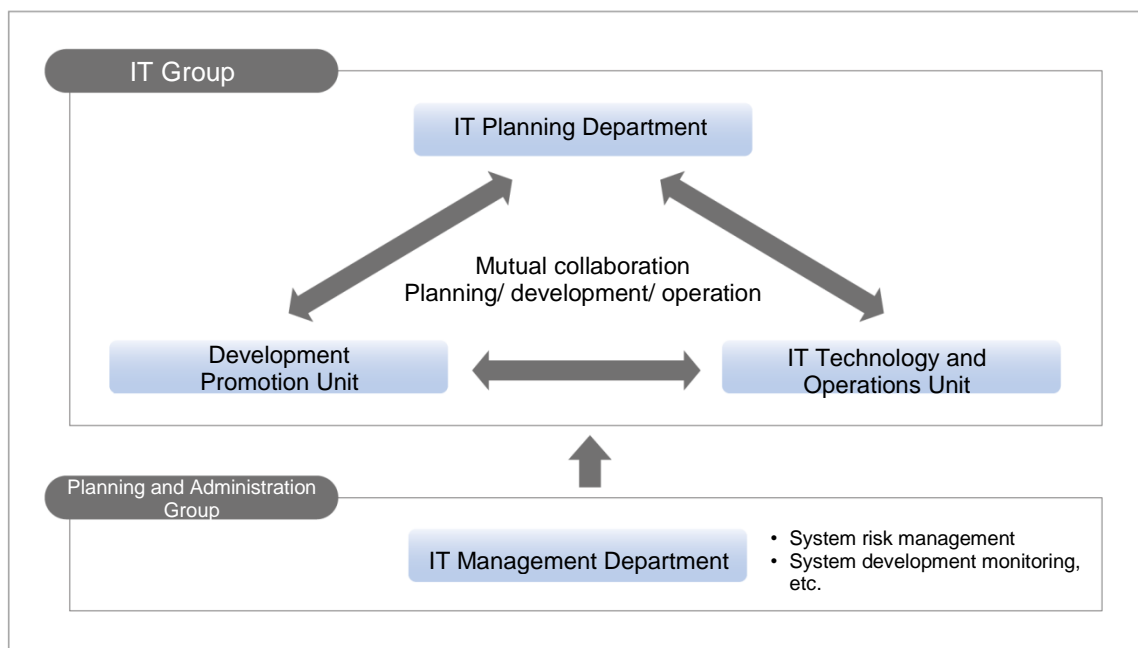 IT Group
IT Planning Department
Mutual collaboration
Planning/ development/ operation
Development
Promotion Unit
IT Technology and
Operations Unit
Planning and Administration
Group
IT Management Department
• System risk management
• System development monitoring,
etc.